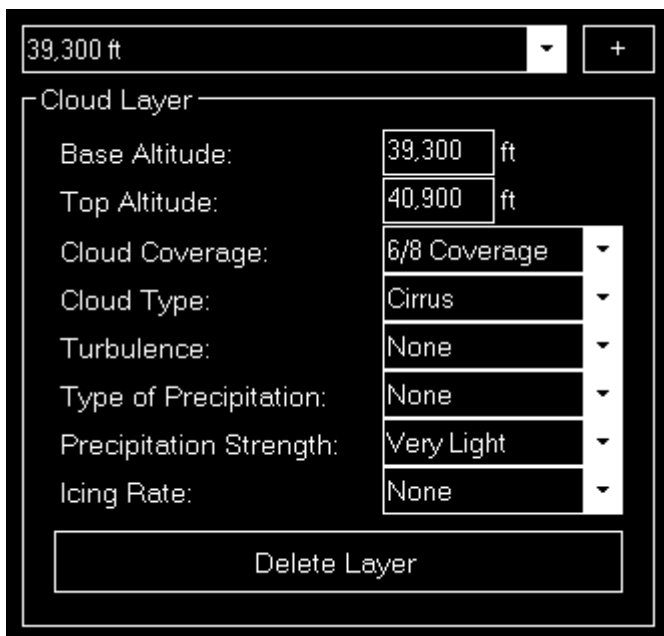 39,300 ft +
Cloud Layer
Base Altitude: 39,300 ft
Top Altitude: 40,900 ft
Cloud Coverage: 6/8 Coverage
Cloud Type: Cirrus
Turbulence: None
Type of Precipitation: None
Precipitation Strength: Very Light
Icing Rate: None
Delete Layer